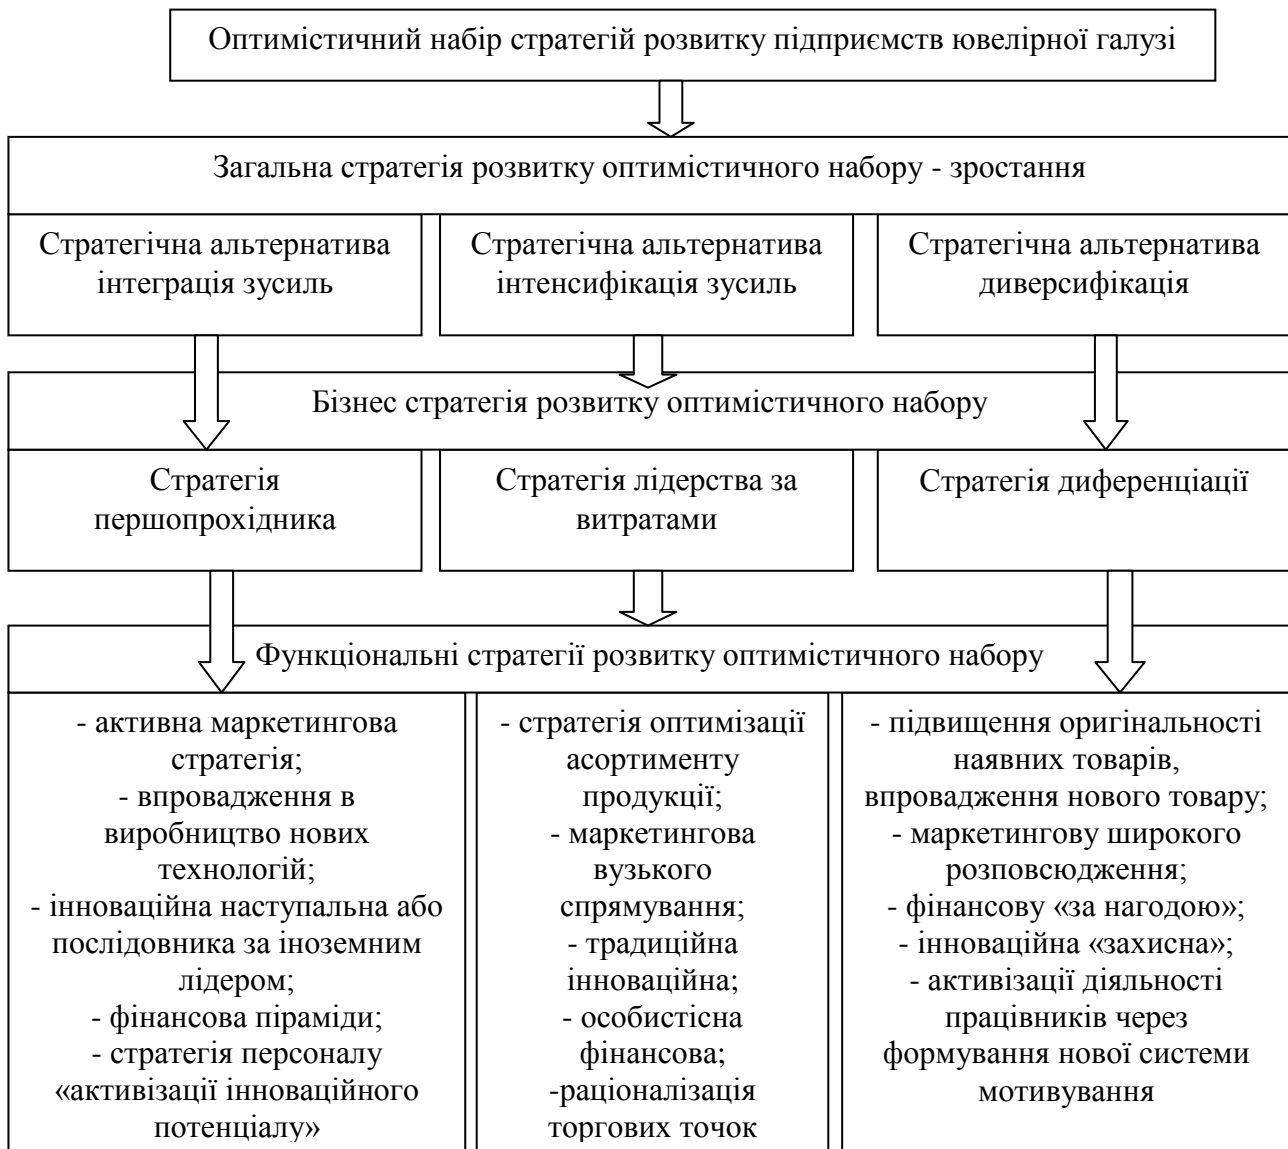 Оптимістичний набір стратегій розвитку підприємств ювелірної галузі
Загальна стратегія розвитку оптимістичного набору - зростання
Стратегічна альтернатива
інтеграція зусиль
Стратегічна альтернатива
інтенсифікація зусиль
Стратегічна альтернатива
диверсифікація
Бізнес стратегія розвитку оптимістичного набору
Стратегія
першопрохідника
Стратегія лідерства за
витратами
Стратегія диференціації
Функціональні стратегії розвитку оптимістичного набору
- активна маркетингова
стратегія;
- впровадження в
виробництво нових
технологій;
- інноваційна наступальна або
послідовника за іноземним
лідером;
- фінансова піраміди;
- стратегія персоналу
«активізації інноваційного
потенціалу»
- стратегія оптимізації
асортименту
продукції;
- маркетингова
вузького
спрямування;
- традиційна
інноваційна;
- особистісна
фінансова;
-раціоналізація
торгових точок
- підвищення оригінальності
наявних товарів,
впровадження нового товару;
- маркетингову широкого
розповсюдження;
- фінансову «за нагодою»;
- інноваційна «захисна»;
- активізації діяльності
працівників через
формування нової системи
мотивування